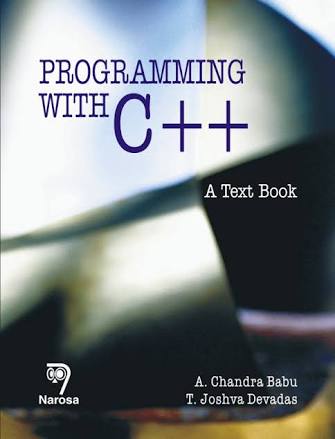 PROGRAMMING
WITH C++
A Text Book
A. Chandra Babu
T. Joshva Devadas
Narosa